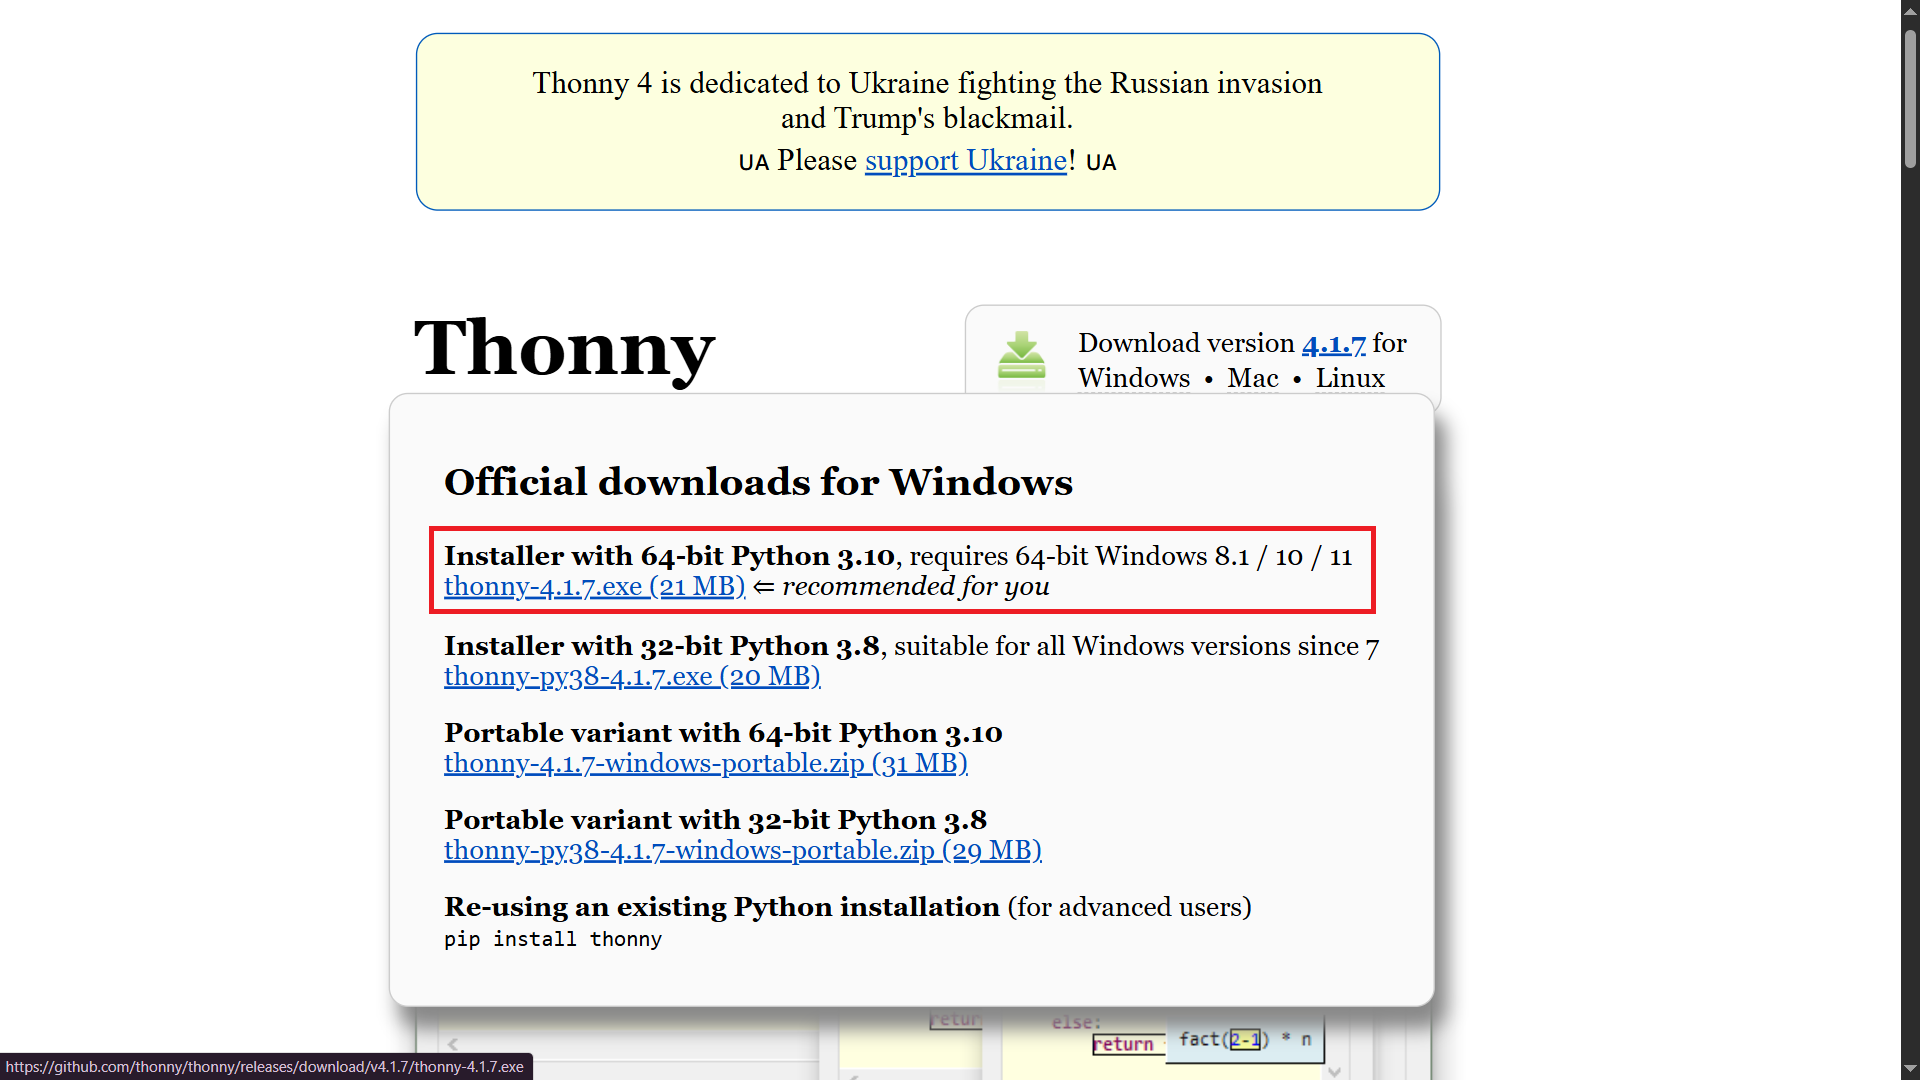 Thonny 4 is dedicated to Ukraine fighting the Russian invasion
and Trump's blackmail.
UA Please support Ukraine! UA
Thonny
Download version 4.1.7 for
Windows • Mac • Linux
Official downloads for Windows
Installer with 64-bit Python 3.10, requires 64-bit Windows 8.1 / 10 / 11
thonny-4.1.7.exe (21 MB) ⇐ recommended for you
Installer with 32-bit Python 3.8, suitable for all Windows versions since 7
thonny-py38-4.1.7.exe (20 MB)
Portable variant with 64-bit Python 3.10
thonny-4.1.7-windows-portable.zip (31 MB)
Portable variant with 32-bit Python 3.8
thonny-py38-4.1.7-windows-portable.zip (29 MB)
Re-using an existing Python installation (for advanced users)
pip install thonny
else:
return
fact(2-1) * n
https://github.com/thonny/thonny/releases/download/v4.1.7/thonny-4.1.7.exe